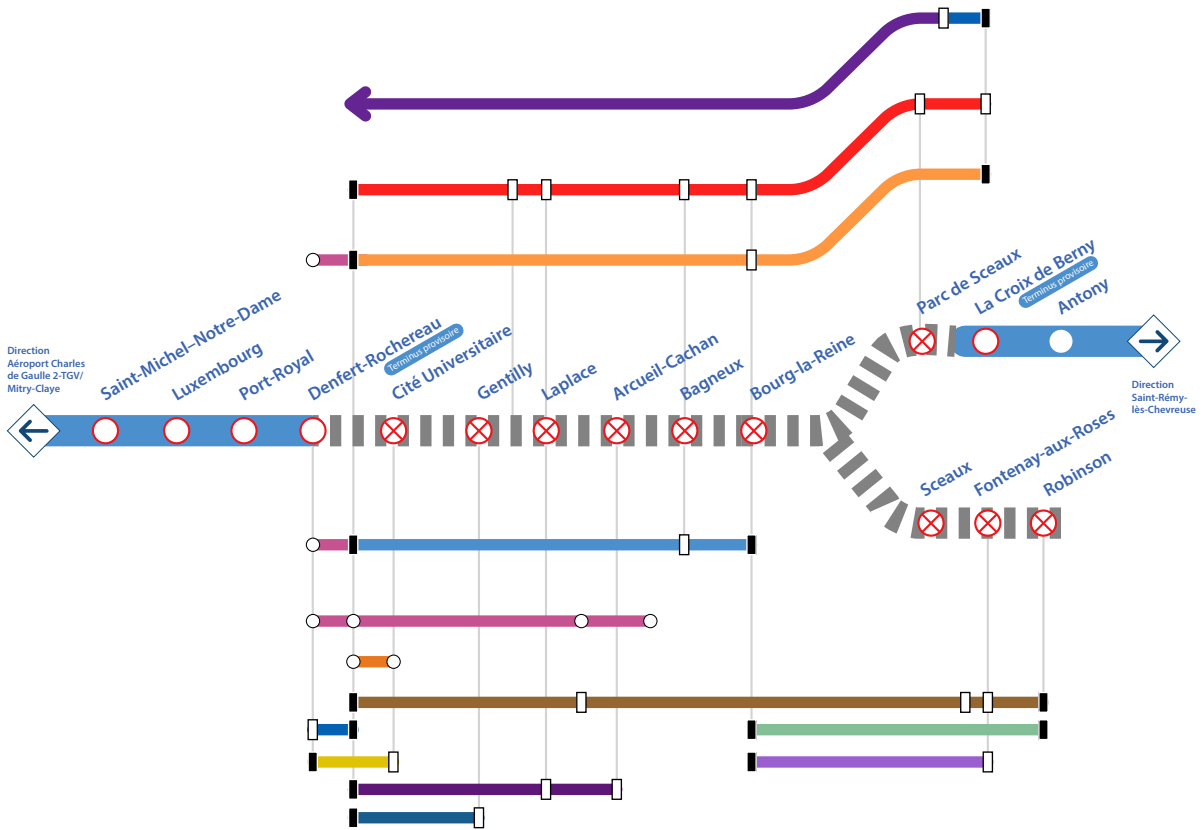 Direction
Aéroport Charles
de Gaulle 2-TGV/
Mitry-Claye
Saint-Michel–Notre-Dame
Luxembourg
Port-Royal
Denfert-Rochereau
Terminus provisoire
Cité Universitaire
Gentilly
Laplace
Arcueil-Cachan
Bagneux
Bourg-la-Reine
Parc de Sceaux
La Croix de Berny
Terminus provisoire
Antony
Direction
Saint-Rémy-
lès-Chevreuse
Sceaux
Fontenay-aux-Roses
Robinson